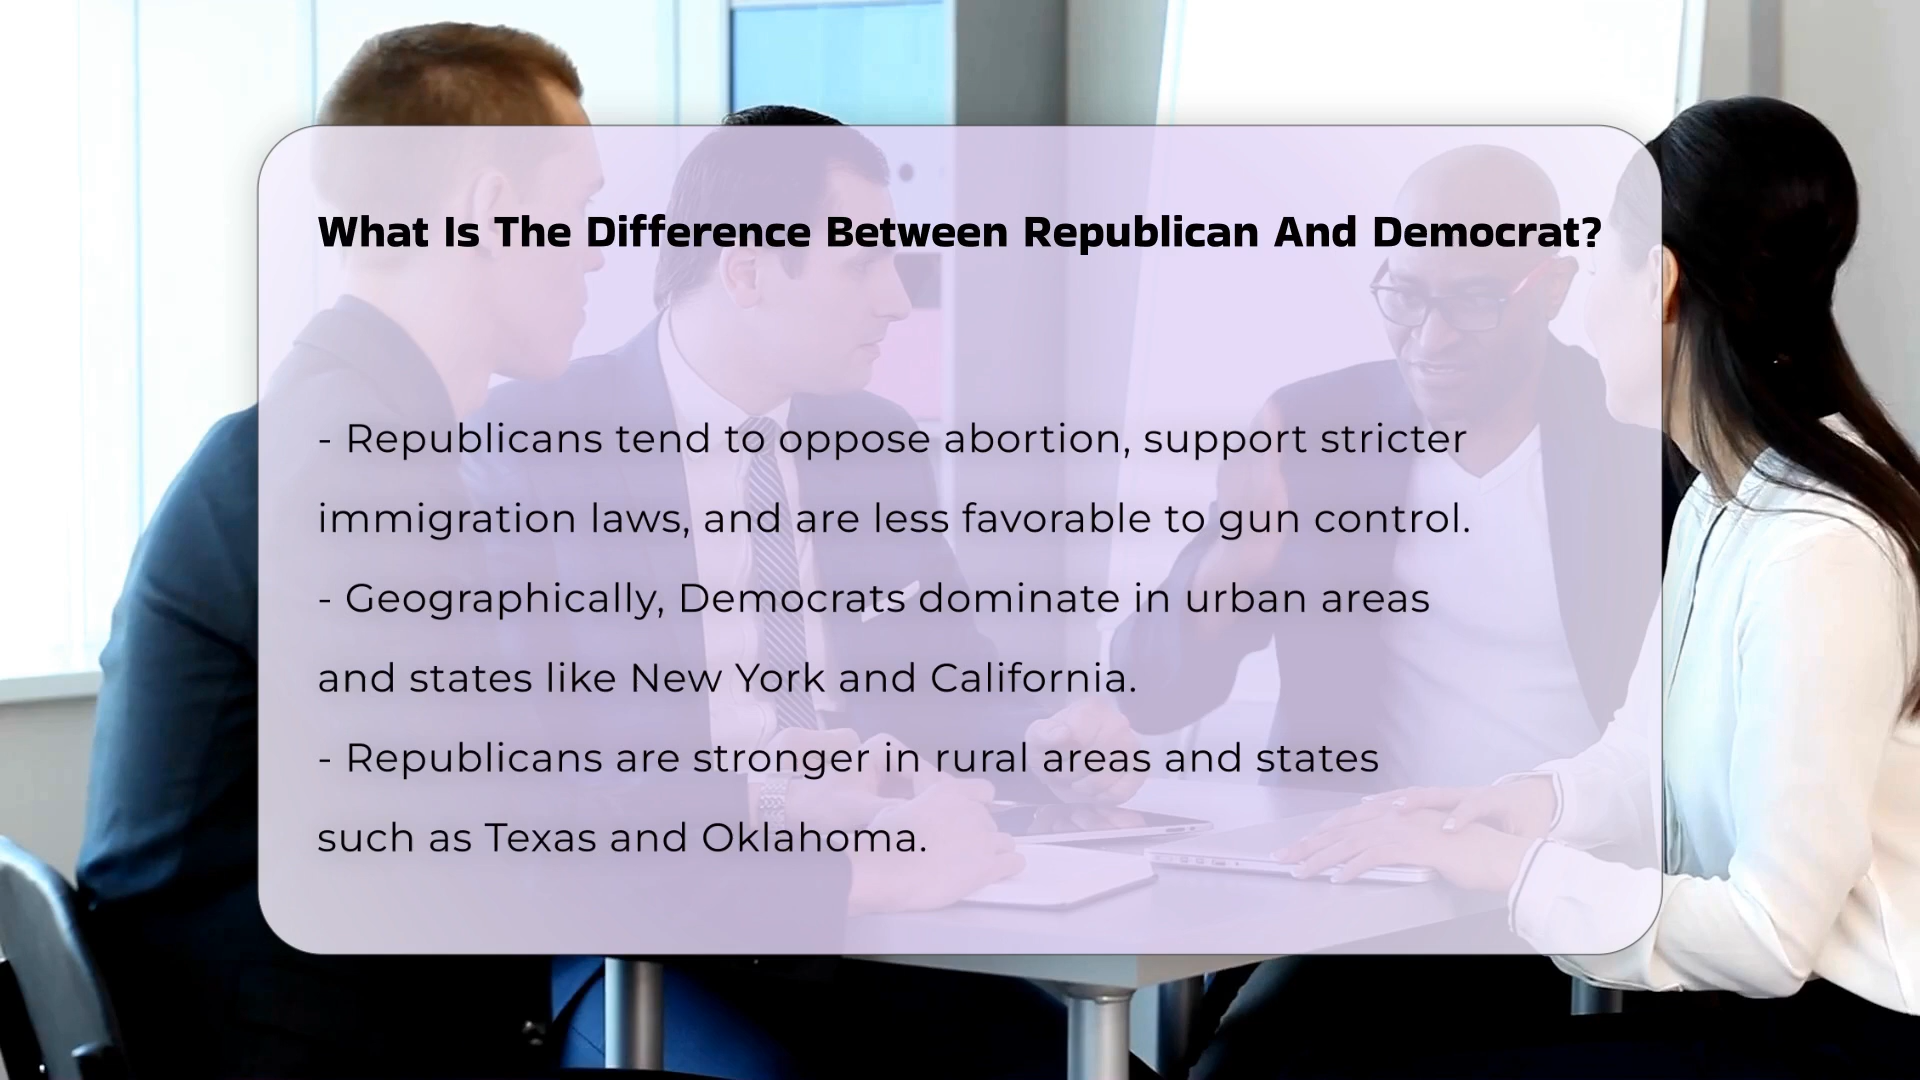 What Is The Difference Between Republican And Democrat?
- Republicans tend to oppose abortion, support stricter
immigration laws, and are less favorable to gun control.
- Geographically, Democrats dominate in urban areas
and states like New York and California.
- Republicans are stronger in rural areas and states
such as Texas and Oklahoma.